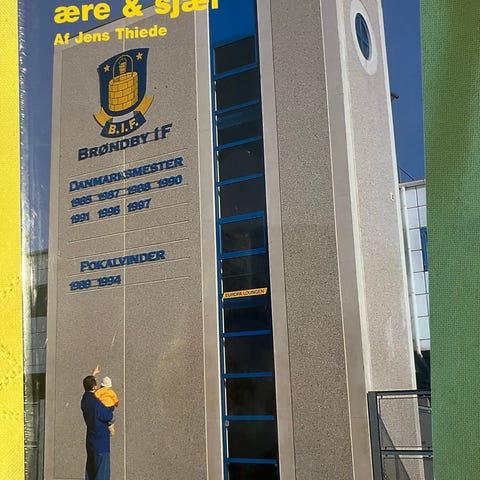 ære & sjæl
Af Jens Thiede
B.I.F.
BRØNDBY IF
DANMARKSMESTER
1985 1987 1988 1990
1991 1996 1997
POKALVINDER
1989 1994
EUROPA LOUNGEN